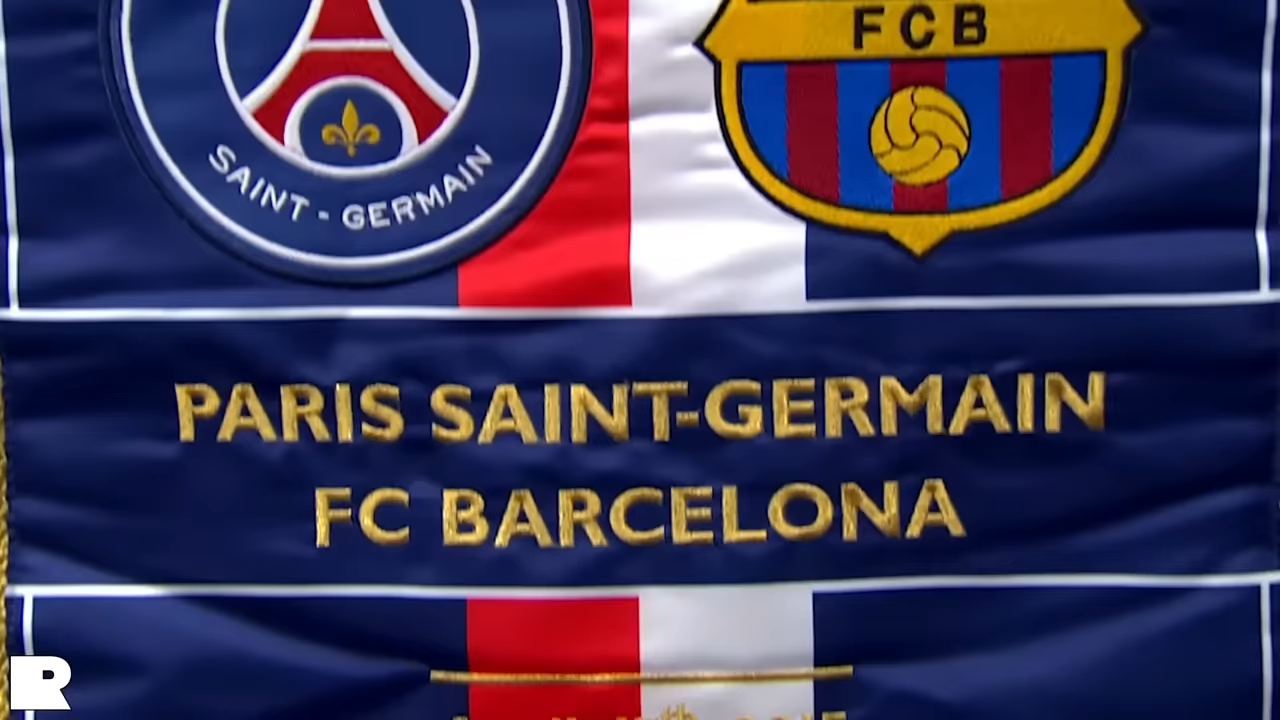 FCB
SAINT - GERMAIN
PARIS SAINT-GERMAIN
FC BARCELONA
R